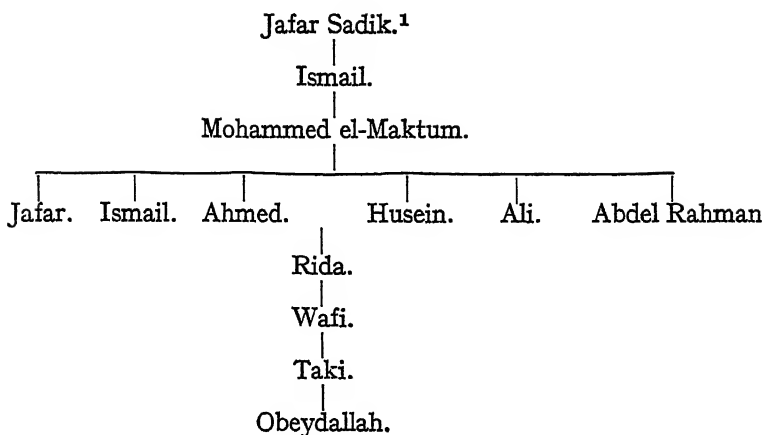 Jafar Sadik.¹
Ismail.
Mohammed el-Maktum.
Jafar. Ismail. Ahmed. Husein. Ali. Abdel Rahman
Rida.
Wafi.
Taki.
Obeydallah.